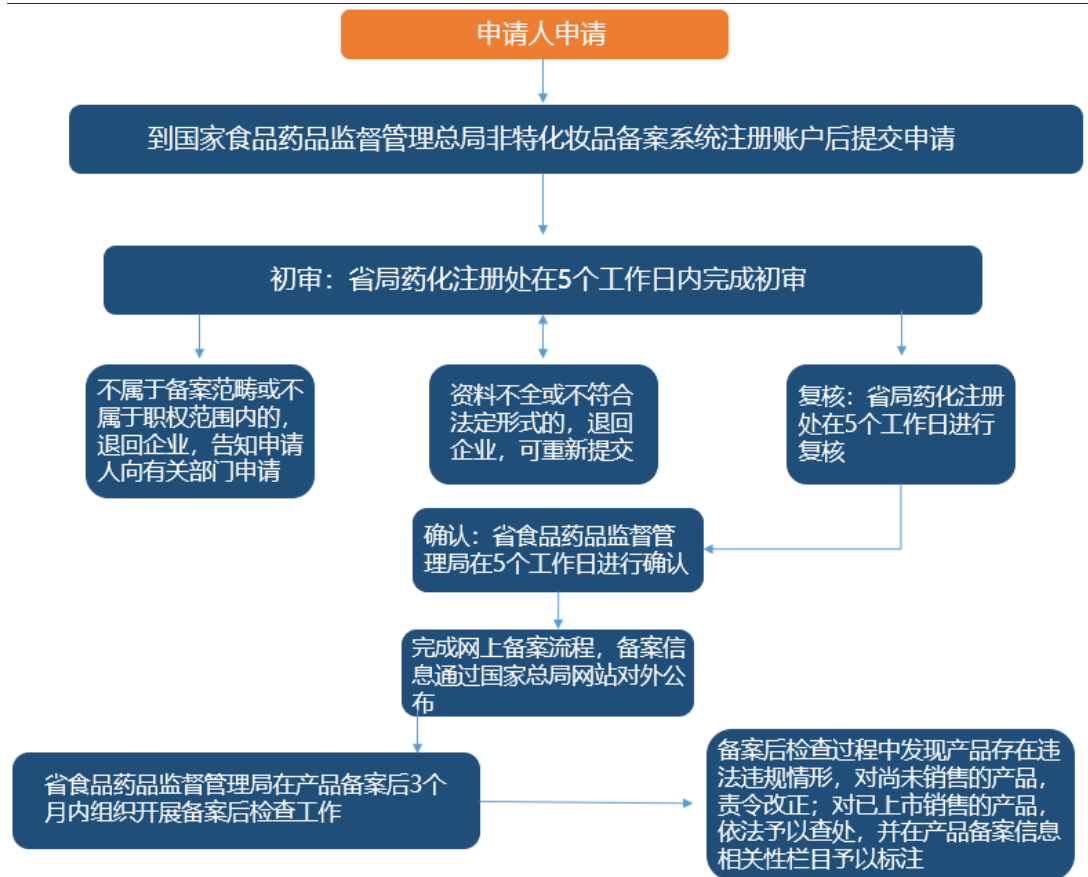 申请人申请
到国家食品药品监督管理总局非特化妆品备案系统注册账户后提交申请
初审：省局药化注册处在5个工作日内完成初审
不属于备案范畴或不
属于职权范围内的，
退回企业，告知申请
人向有关部门申请
资料不全或不符合
法定形式的，退回
企业，可重新提交
复核：省局药化注册
处在5个工作日进行
复核
确认：省食品药品监督管
理局在5个工作日进行确认
完成网上备案流程，备案信
息通过国家总局网站对外公
布
省食品药品监督管理局在产品备案后3个
月内组织开展备案后检查工作
备案后检查过程中发现产品存在违
法违规情形，对尚未销售的产品，
责令改正；对已上市销售的产品，
依法予以查处，并在产品备案信息
相关性栏目予以标注